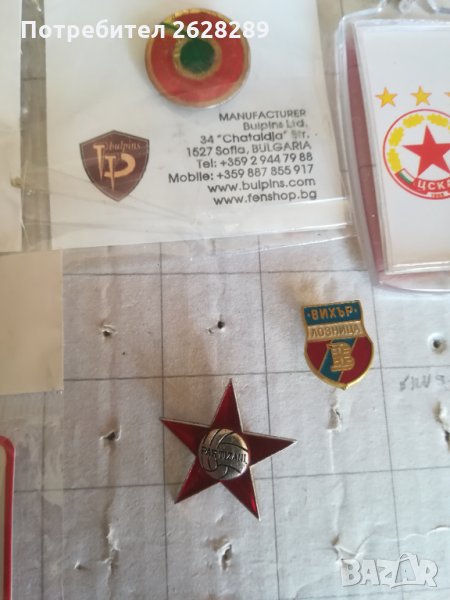 Потребител 2628289
MANUFACTURER
Bulpins Ltd.
34 "Chataldja" Str.
1527 Sofia, BULGARIA
Tel: +359 2 944 79 88
Mobile: +359 887 855 917
www.bulpins.com
www.fenshop.bg
bulpins
ЦСКА
ВИХЪР
ЛОЗНИЦА
BAZAR